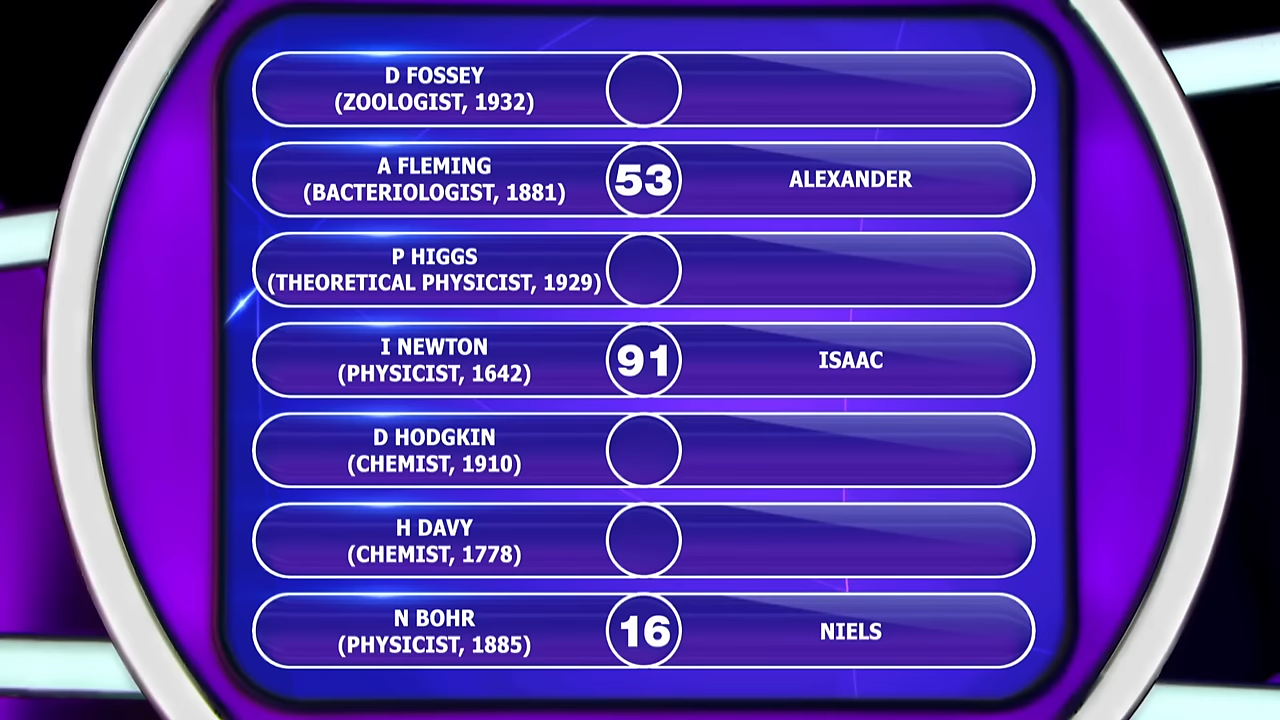 D FOSSEY
(ZOOLOGIST, 1932)
A FLEMING
(BACTERIOLOGIST, 1881)
53
ALEXANDER
P HIGGS
(THEORETICAL PHYSICIST, 1929)
I NEWTON
(PHYSICIST, 1642)
91
ISAAC
D HODGKIN
(CHEMIST, 1910)
H DAVY
(CHEMIST, 1778)
N BOHR
(PHYSICIST, 1885)
16
NIELS